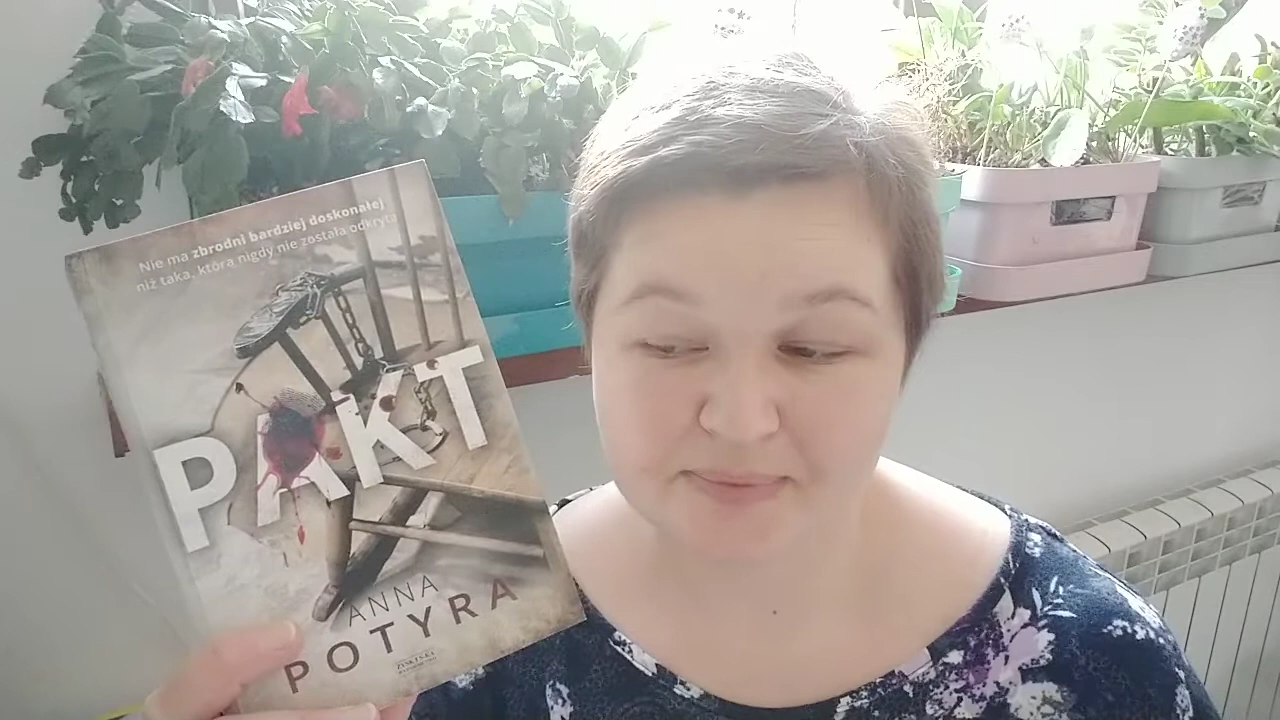 Nie ma zbrodni bardziej doskonałej
niż taka, która nigdy nie została odkryta
PAKT
ANNA
POTYRA